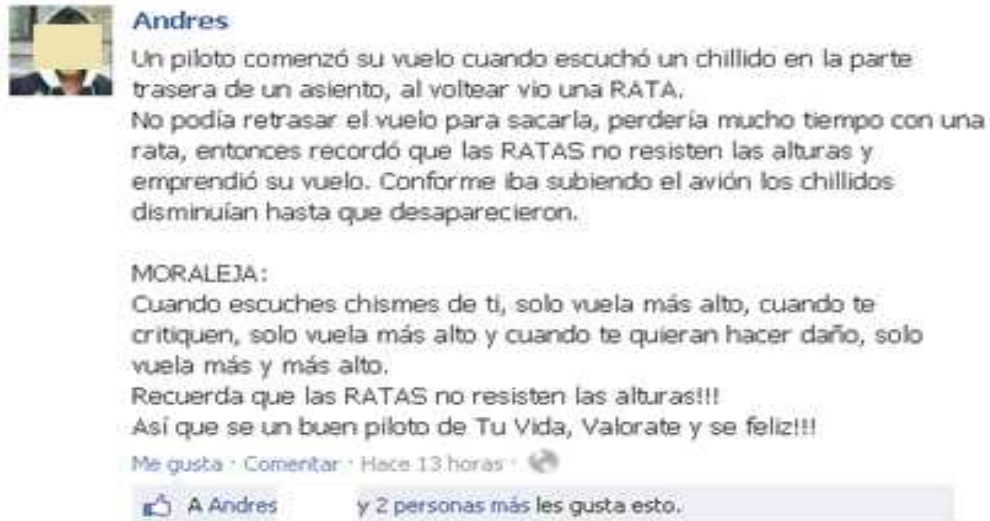 Andres
Un piloto comenzó su vuelo cuando escuchó un chillido en la parte
trasera de un asiento, al voltear vio una RATA.
No podía retrasar el vuelo para sacarla, perdería mucho tiempo con una
rata, entonces recordó que las RATAS no resisten las alturas y
emprendió su vuelo. Conforme iba subiendo el avión los chillidos
disminuían hasta que desaparecieron.
MORALEJA:
Cuando escuches chismes de ti, solo vuela más alto, cuando te
critiquen, solo vuela más alto y cuando te quieran hacer daño, solo
vuela más y más alto.
Recuerda que las RATAS no resisten las alturas!!!
Así que se un buen piloto de Tu Vida, Valorate y se feliz!!!
Me gusta · Comentar · Hace 13 horas ·
A Andres y 2 personas más les gusta esto.